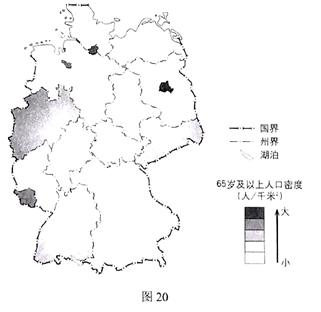 国界
州界
湖泊
65岁及以上人口密度
(人/千米²)
大
小
图20